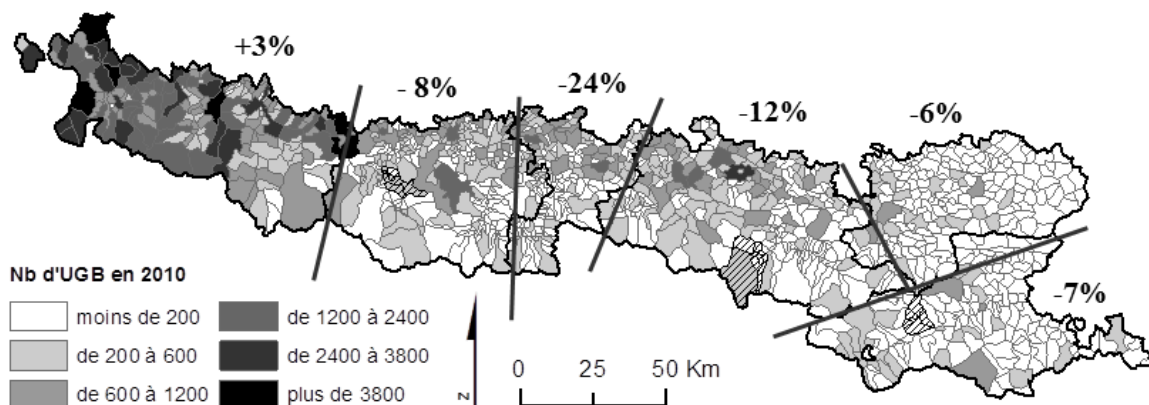 +3%
- 8%
-24%
-12%
-6%
-7%
Nb d'UGB en 2010
moins de 200
de 200 à 600
de 600 à 1200
de 1200 à 2400
de 2400 à 3800
plus de 3800
N
0 25 50 Km